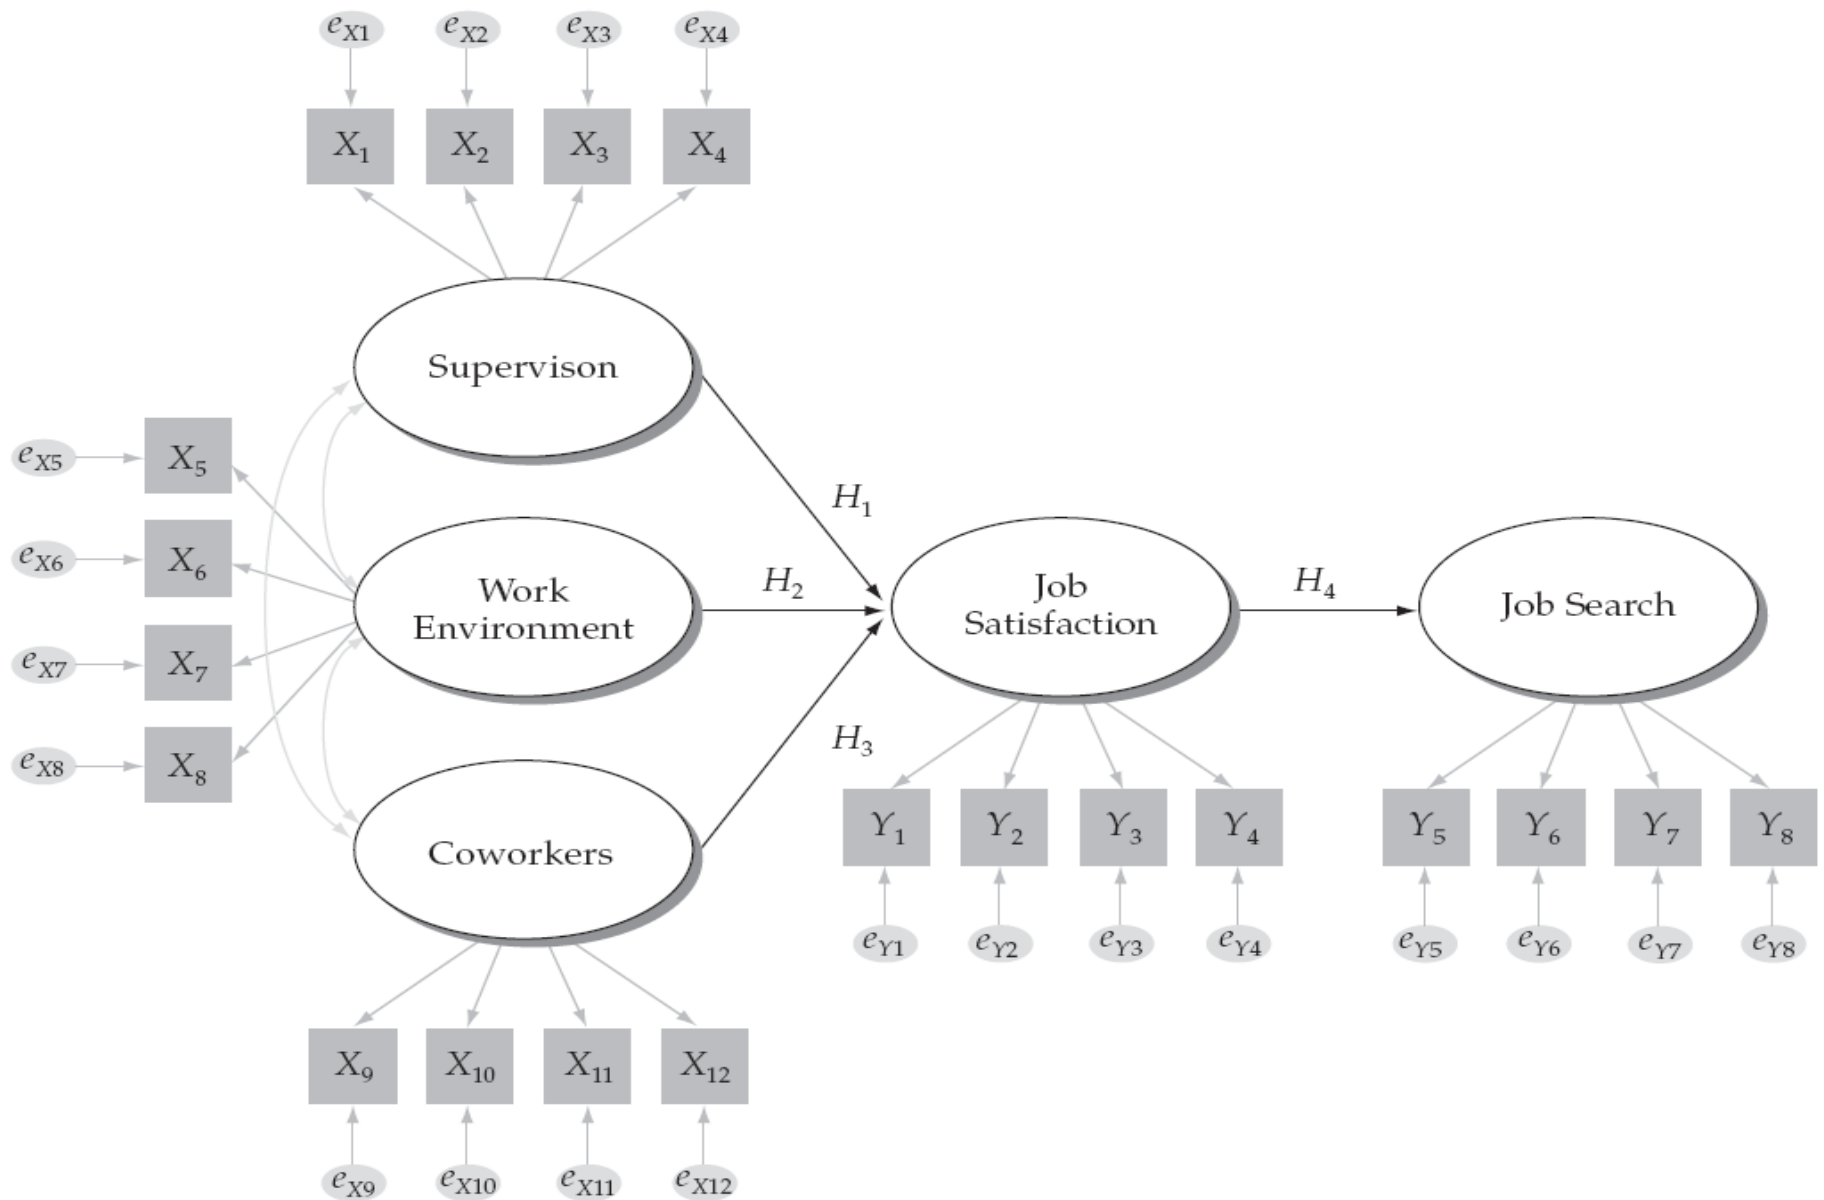 eX1 eX2 eX3 eX4
X1 X2 X3 X4
Supervison
eX5 X5
eX6 X6
eX7 X7
eX8 X8
H1
Work
Environment
H2
Job
Satisfaction
H4
Job Search
H3
Coworkers
Y1 Y2 Y3 Y4 Y5 Y6 Y7 Y8
eY1 eY2 eY3 eY4 eY5 eY6 eY7 eY8
X9 X10 X11 X12
eX9 eX10 eX11 eX12